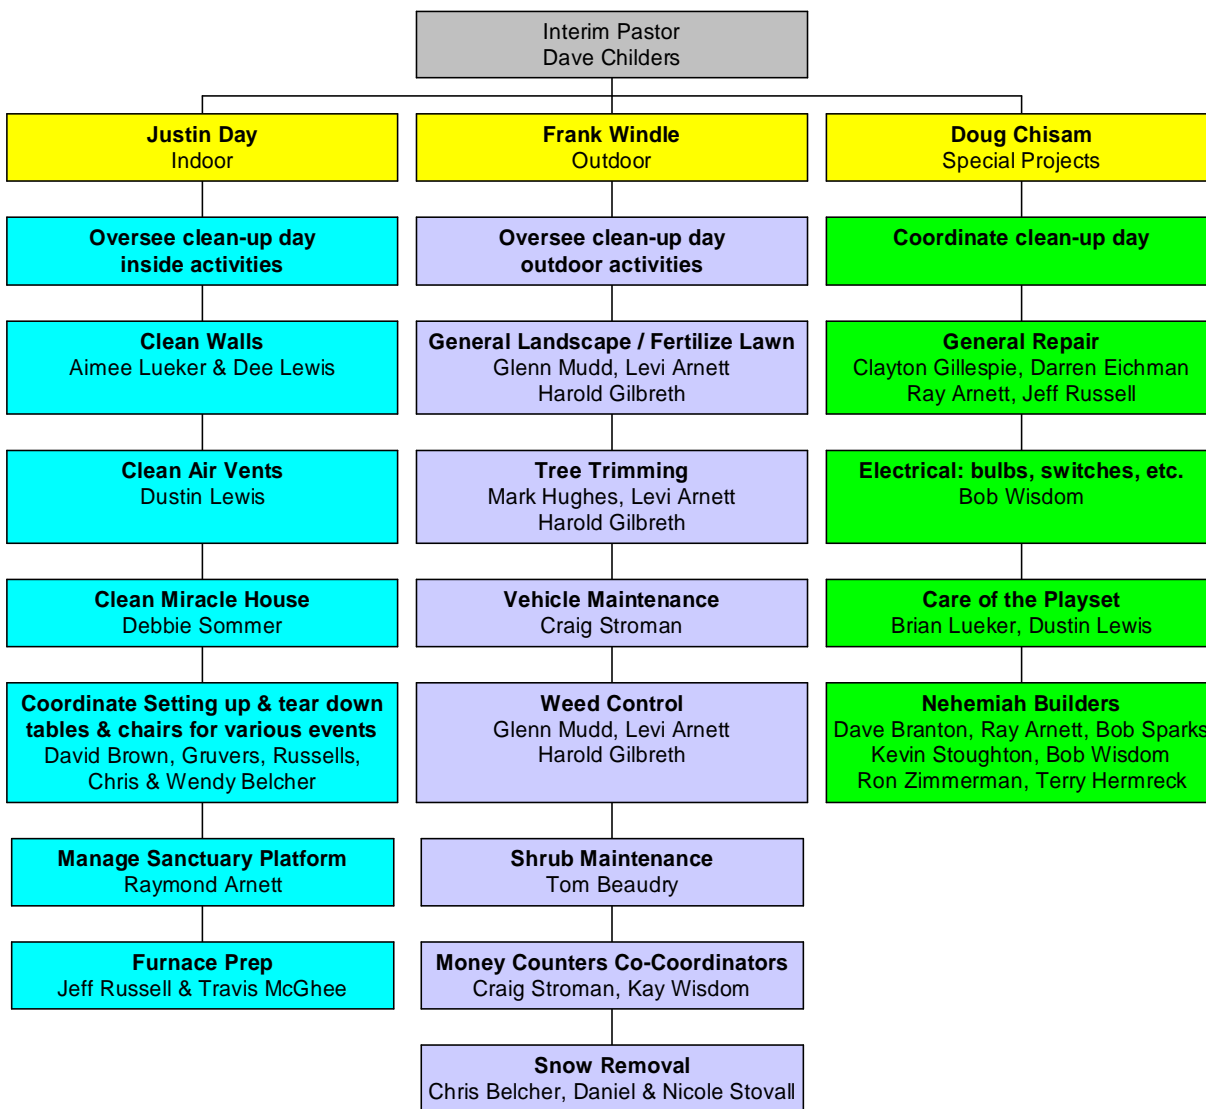 Interim Pastor
Dave Childers
Justin Day
Indoor
Frank Windle
Outdoor
Doug Chisam
Special Projects
Oversee clean-up day
inside activities
Oversee clean-up day
outdoor activities
Coordinate clean-up day
Clean Walls
Aimee Lueker & Dee Lewis
General Landscape / Fertilize Lawn
Glenn Mudd, Levi Arnett
Harold Gilbreth
General Repair
Clayton Gillespie, Darren Eichman
Ray Arnett, Jeff Russell
Clean Air Vents
Dustin Lewis
Tree Trimming
Mark Hughes, Levi Arnett
Harold Gilbreth
Electrical: bulbs, switches, etc.
Bob Wisdom
Clean Miracle House
Debbie Sommer
Vehicle Maintenance
Craig Stroman
Care of the Playset
Brian Lueker, Dustin Lewis
Coordinate Setting up & tear down
tables & chairs for various events
David Brown, Gruvers, Russells,
Chris & Wendy Belcher
Weed Control
Glenn Mudd, Levi Arnett
Harold Gilbreth
Nehemiah Builders
Dave Branton, Ray Arnett, Bob Sparks
Kevin Stoughton, Bob Wisdom
Ron Zimmerman, Terry Hermreck
Manage Sanctuary Platform
Raymond Arnett
Shrub Maintenance
Tom Beaudry
Furnace Prep
Jeff Russell & Travis McGhee
Money Counters Co-Coordinators
Craig Stroman, Kay Wisdom
Snow Removal
Chris Belcher, Daniel & Nicole Stovall